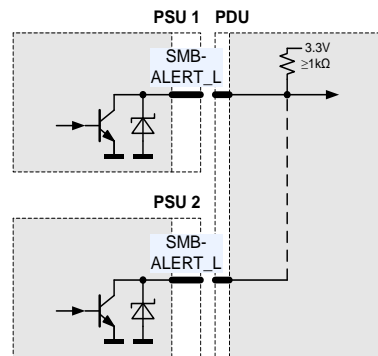 PSU 1 PDU
SMB-
ALERT_L
3.3V
≥1kΩ
PSU 2
SMB-
ALERT_L